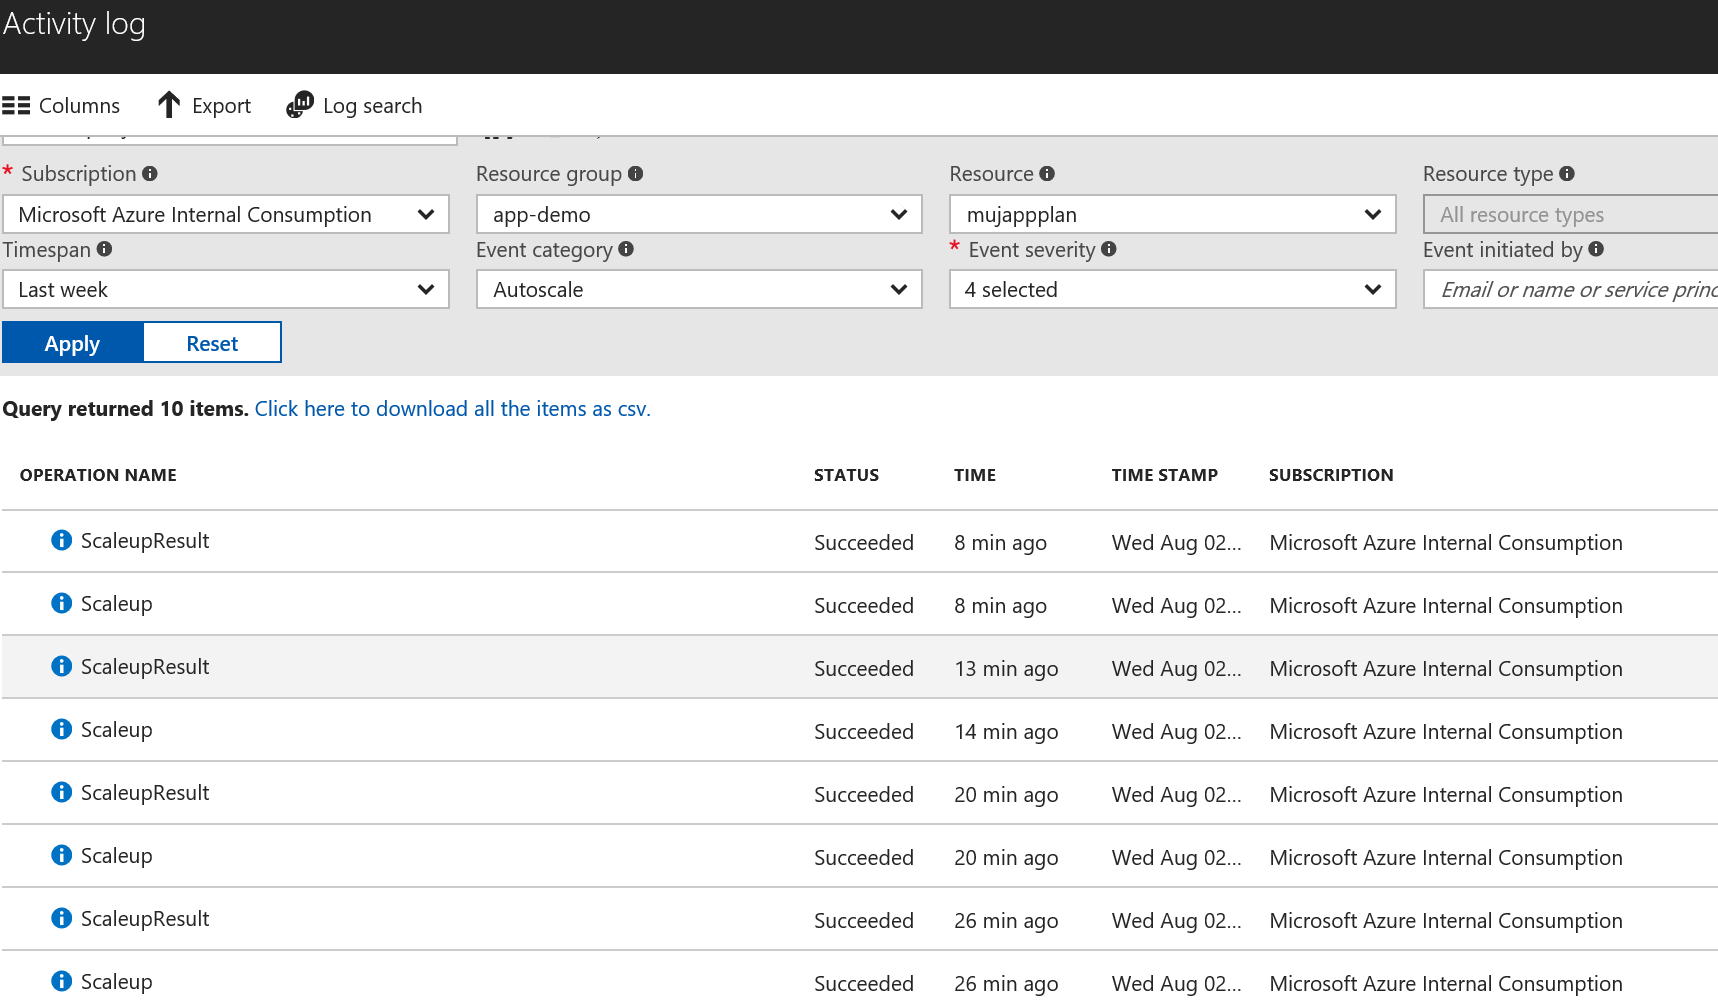 Activity log
Columns Export Log search
* Subscription Resource group Resource Resource type
Microsoft Azure Internal Consumption app-demo mujappplan All resource types
Timespan Event category * Event severity Event initiated by
Last week Autoscale 4 selected Email or name or service princ
Apply Reset
Query returned 10 items. Click here to download all the items as csv.
OPERATION NAME STATUS TIME TIME STAMP SUBSCRIPTION
ScaleupResult Succeeded 8 min ago Wed Aug 02... Microsoft Azure Internal Consumption
Scaleup Succeeded 8 min ago Wed Aug 02... Microsoft Azure Internal Consumption
ScaleupResult Succeeded 13 min ago Wed Aug 02... Microsoft Azure Internal Consumption
Scaleup Succeeded 14 min ago Wed Aug 02... Microsoft Azure Internal Consumption
ScaleupResult Succeeded 20 min ago Wed Aug 02... Microsoft Azure Internal Consumption
Scaleup Succeeded 20 min ago Wed Aug 02... Microsoft Azure Internal Consumption
ScaleupResult Succeeded 26 min ago Wed Aug 02... Microsoft Azure Internal Consumption
Scaleup Succeeded 26 min ago Wed Aug 02... Microsoft Azure Internal Consumption